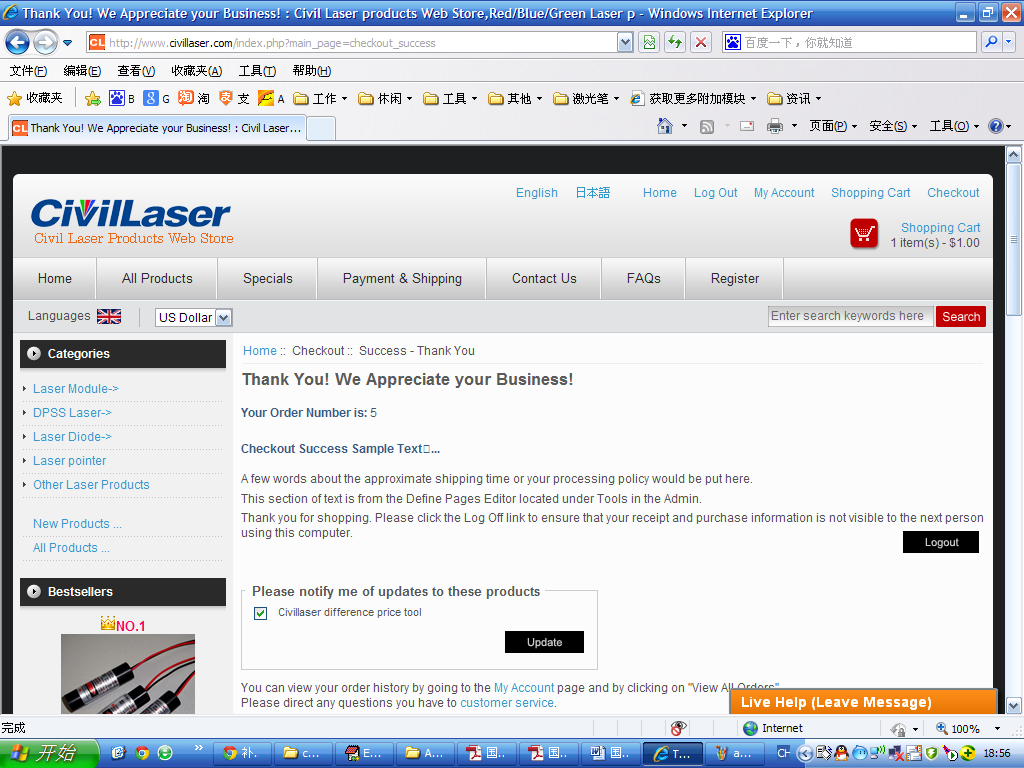 Thank You! We Appreciate your Business! : Civil Laser products Web Store,Red/Blue/Green Laser p - Windows Internet Explorer
CL http://www.civillaser.com/index.php?main_page=checkout_success 百度一下，你就知道
文件(F) 编辑(E) 查看(V) 收藏夹(A) 工具(T) 帮助(H)
收藏夹 B G 淘 支 A 工作 休闲 工具 其他 激光笔 获取更多附加模块 资讯
CL Thank You! We Appreciate your Business! : Civil Laser... 页面(P) 安全(S) 工具(O)
English 日本語 Home Log Out My Account Shopping Cart Checkout
CivilLaser
Civil Laser Products Web Store
Shopping Cart
1 item(s) - $1.00
Home All Products Specials Payment & Shipping Contact Us FAQs Register
Languages US Dollar Enter search keywords here Search
Categories
Laser Module->
DPSS Laser->
Laser Diode->
Laser pointer
Other Laser Products
New Products ...
All Products ...
Bestsellers
NO.1
Home :: Checkout :: Success - Thank You
Thank You! We Appreciate your Business!
Your Order Number is: 5
Checkout Success Sample Text...
A few words about the approximate shipping time or your processing policy would be put here.
This section of text is from the Define Pages Editor located under Tools in the Admin.
Thank you for shopping. Please click the Log Off link to ensure that your receipt and purchase information is not visible to the next person
using this computer.
Logout
Please notify me of updates to these products
Civillaser difference price tool
Update
You can view your order history by going to the My Account page and by clicking on "View All Orders".
Please direct any questions you have to customer service.
Live Help (Leave Message)
完成 Internet 100%
开始 补... c... E... A... 国... 国... 国... T... a... CH 18:56